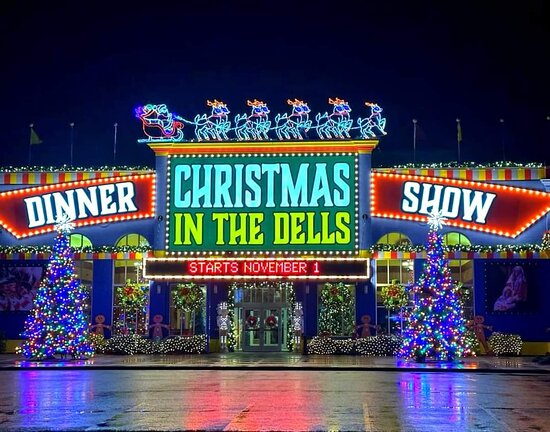 DINNER
CHRISTMAS
IN THE DELLS
SHOW
STARTS NOVEMBER 1